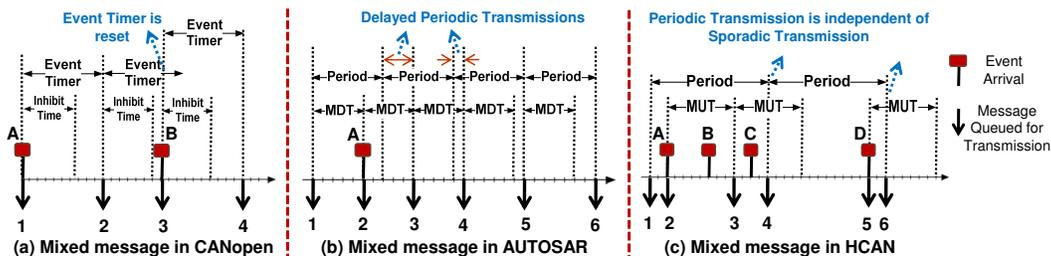 Event Timer is
reset
Event
Timer
Event
Timer
Event
Timer
Inhibit
Time
Inhibit
Time
Inhibit
Time
A
B
1 2 3 4
(a) Mixed message in CANopen
Delayed Periodic Transmissions
Period Period Period Period
MDT MDT MDT MDT MDT
A
1 2 3 4 5 6
(b) Mixed message in AUTOSAR
Periodic Transmission is independent of
Sporadic Transmission
Period Period
MUT MUT MUT
A B C D
1 2 3 4 5 6
(c) Mixed message in HCAN
Event
Arrival
Message
Queued for
Transmission